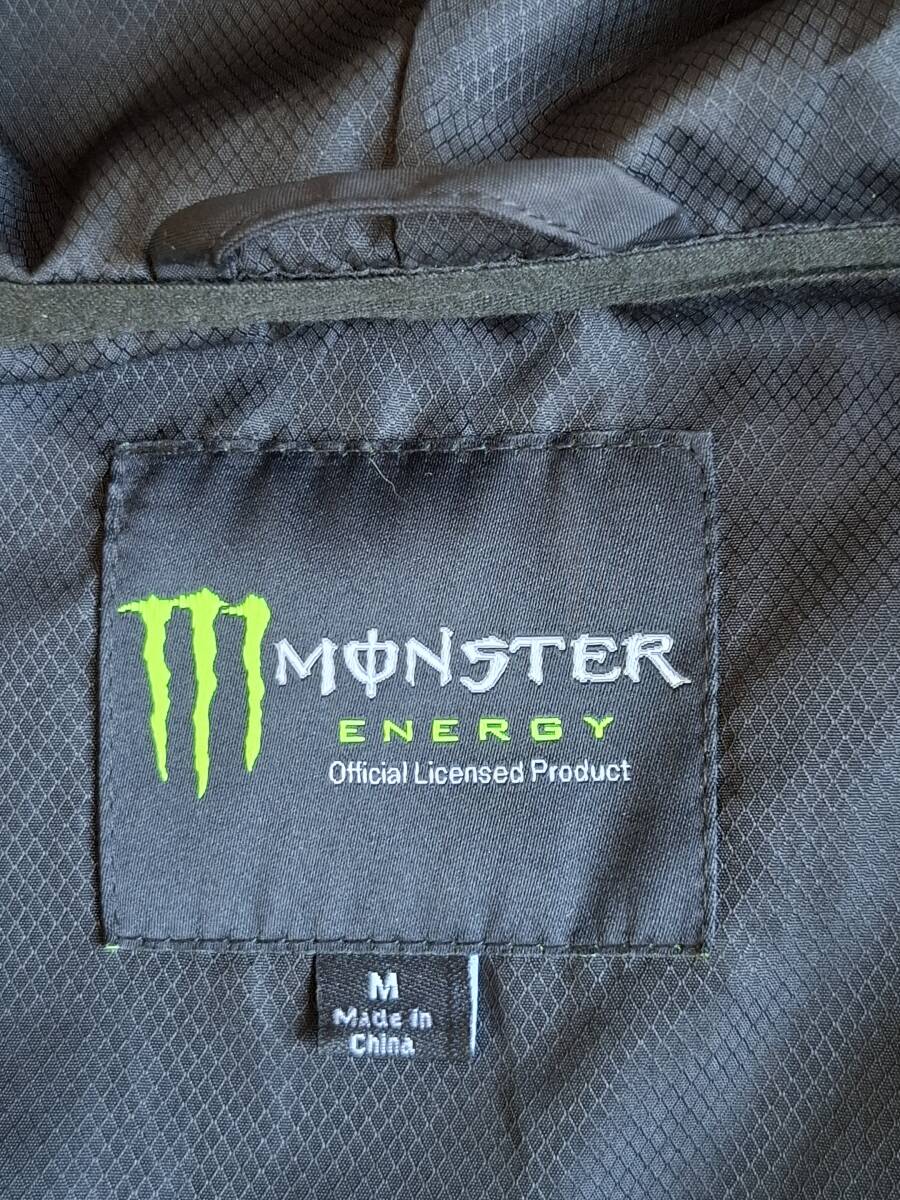 MONSTER
ENERGY
Official Licensed Product
M
Made in
China